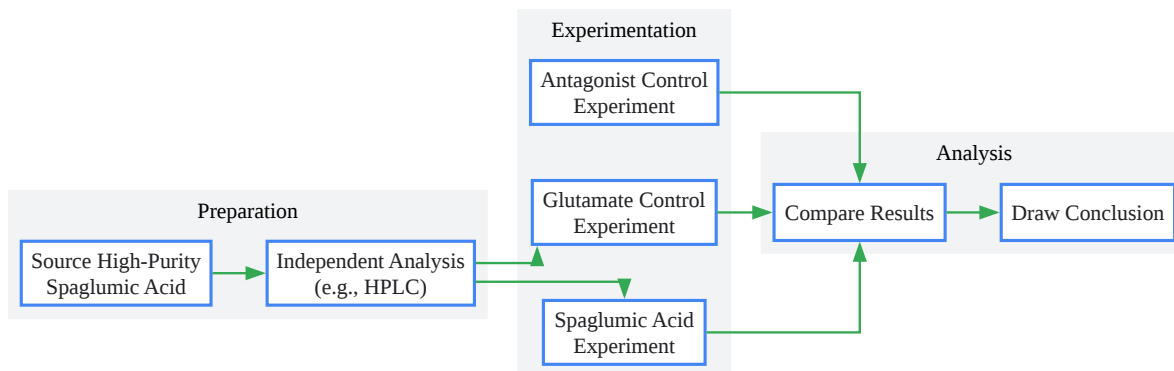 Preparation
Source High-Purity
Spaglumic Acid
Independent Analysis
(e.g., HPLC)
Experimentation
Antagonist Control
Experiment
Glutamate Control
Experiment
Spaglumic Acid
Experiment
Analysis
Compare Results
Draw Conclusion